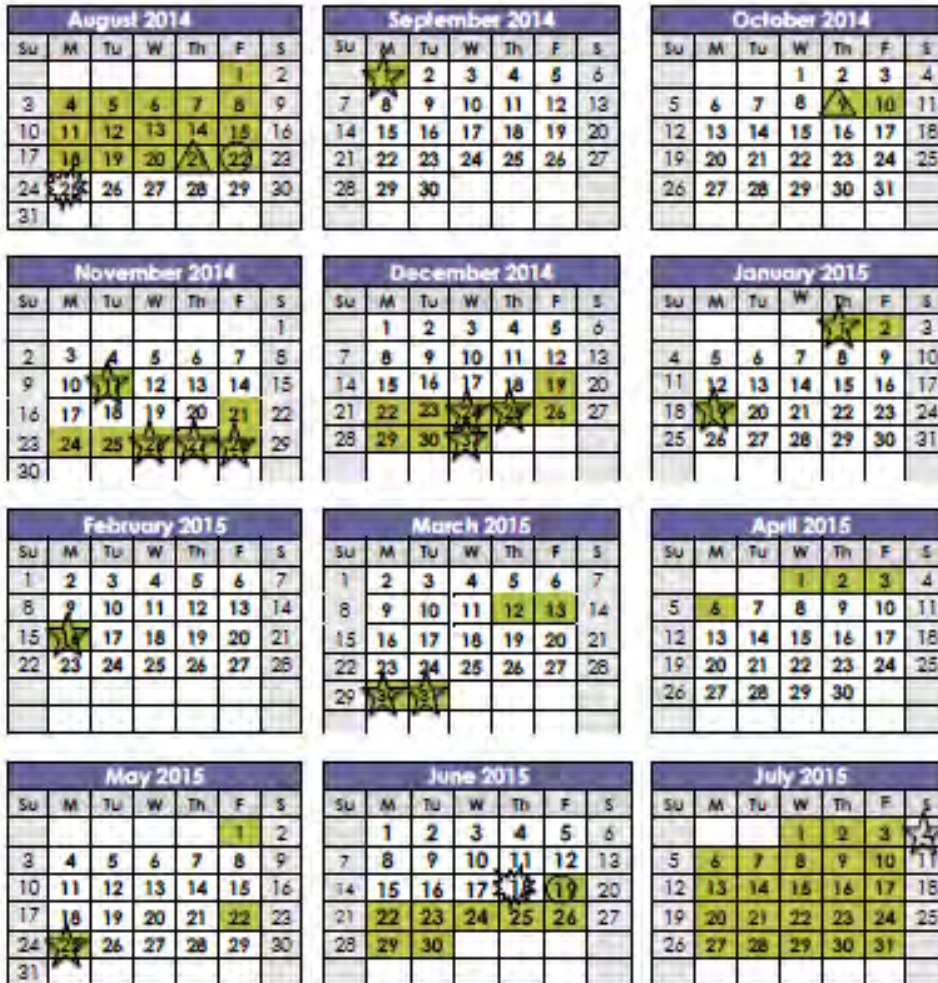 August 2014
Su M Tu W Th F S
1 2
3 4 5 6 7 8 9
10 11 12 13 14 15 16
17 18 19 20 21 22 23
24 25 26 27 28 29 30
31
September 2014
Su M Tu W Th F S
1 2 3 4 5 6
7 8 9 10 11 12 13
14 15 16 17 18 19 20
21 22 23 24 25 26 27
28 29 30
October 2014
Su M Tu W Th F S
1 2 3 4
5 6 7 8 9 10 11
12 13 14 15 16 17 18
19 20 21 22 23 24 25
26 27 28 29 30 31
November 2014
Su M Tu W Th F S
1
2 3 4 5 6 7 8
9 10 11 12 13 14 15
16 17 18 19 20 21 22
23 24 25 26 27 28 29
30
December 2014
Su M Tu W Th F S
1 2 3 4 5 6
7 8 9 10 11 12 13
14 15 16 17 18 19 20
21 22 23 24 25 26 27
28 29 30 31
January 2015
Su M Tu W Th F S
1 2 3
4 5 6 7 8 9 10
11 12 13 14 15 16 17
18 19 20 21 22 23 24
25 26 27 28 29 30 31
February 2015
Su M Tu W Th F S
1 2 3 4 5 6 7
8 9 10 11 12 13 14
15 16 17 18 19 20 21
22 23 24 25 26 27 28
March 2015
Su M Tu W Th F S
1 2 3 4 5 6 7
8 9 10 11 12 13 14
15 16 17 18 19 20 21
22 23 24 25 26 27 28
29
April 2015
Su M Tu W Th F S
1 2 3 4
5 6 7 8 9 10 11
12 13 14 15 16 17 18
19 20 21 22 23 24 25
26 27 28 29 30
May 2015
Su M Tu W Th F S
1 2
3 4 5 6 7 8 9
10 11 12 13 14 15 16
17 18 19 20 21 22 23
24 25 26 27 28 29 30
31
June 2015
Su M Tu W Th F S
1 2 3 4 5 6
7 8 9 10 11 12 13
14 15 16 17 18 19 20
21 22 23 24 25 26 27
28 29 30
July 2015
Su M Tu W Th F S
1 2 3 4
5 6 7 8 9 10 11
12 13 14 15 16 17 18
19 20 21 22 23 24 25
26 27 28 29 30 31